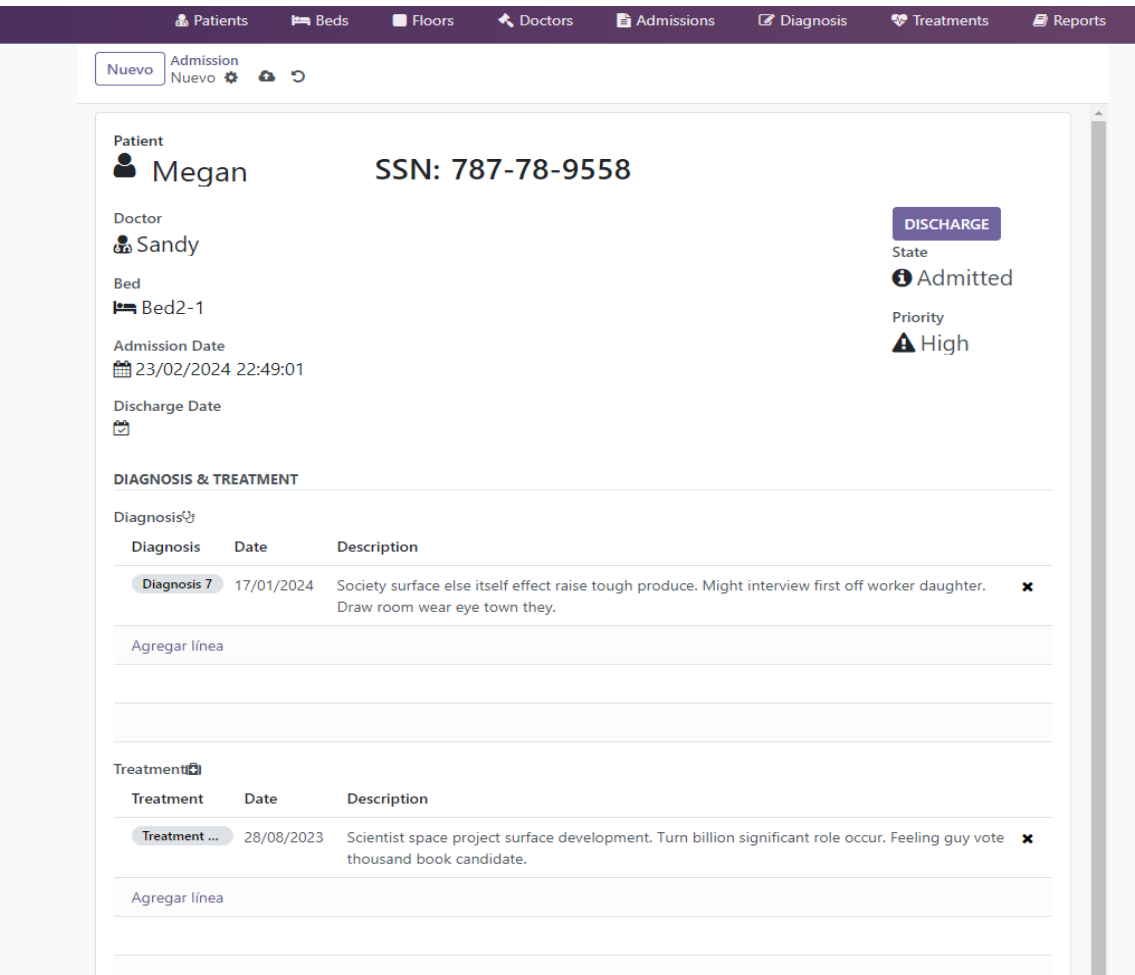 Patients Beds Floors Doctors Admissions Diagnosis Treatments Reports
Nuevo
Admission
Nuevo
Patient
Megan SSN: 787-78-9558
Doctor
Sandy
DISCHARGE
State
Admitted
Bed
Bed2-1
Priority
High
Admission Date
23/02/2024 22:49:01
Discharge Date
DIAGNOSIS & TREATMENT
Diagnosis
Diagnosis Date Description
Diagnosis 7 17/01/2024 Society surface else itself effect raise tough produce. Might interview first off worker daughter.
Draw room wear eye town they.
Agregar línea
Treatment
Treatment Date Description
Treatment ... 28/08/2023 Scientist space project surface development. Turn billion significant role occur. Feeling guy vote
thousand book candidate.
Agregar línea